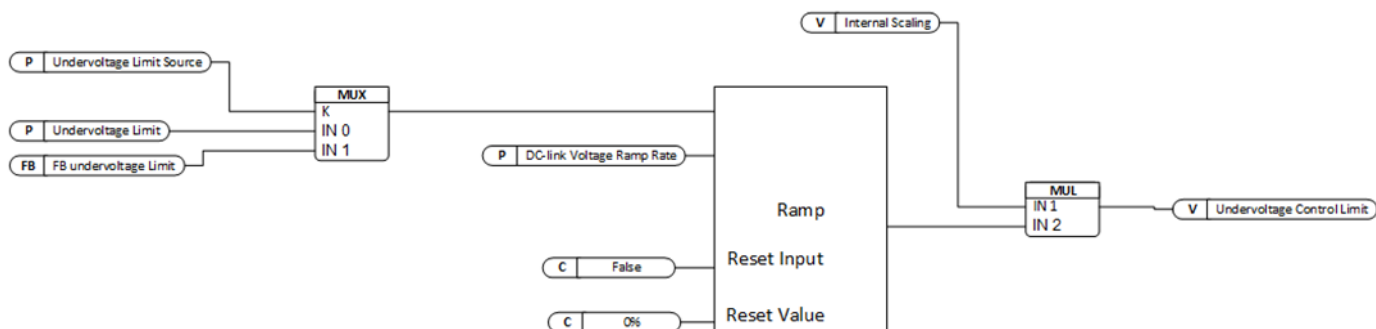 V Internal Scaling
P Undervoltage Limit Source
MUX
K
P Undervoltage Limit
IN 0
FB FB undervoltage Limit
IN 1
P DC-link Voltage Ramp Rate
MUL
IN 1
V Undervoltage Control Limit
Ramp
IN 2
Reset Input
C False
Reset Value
C 0%